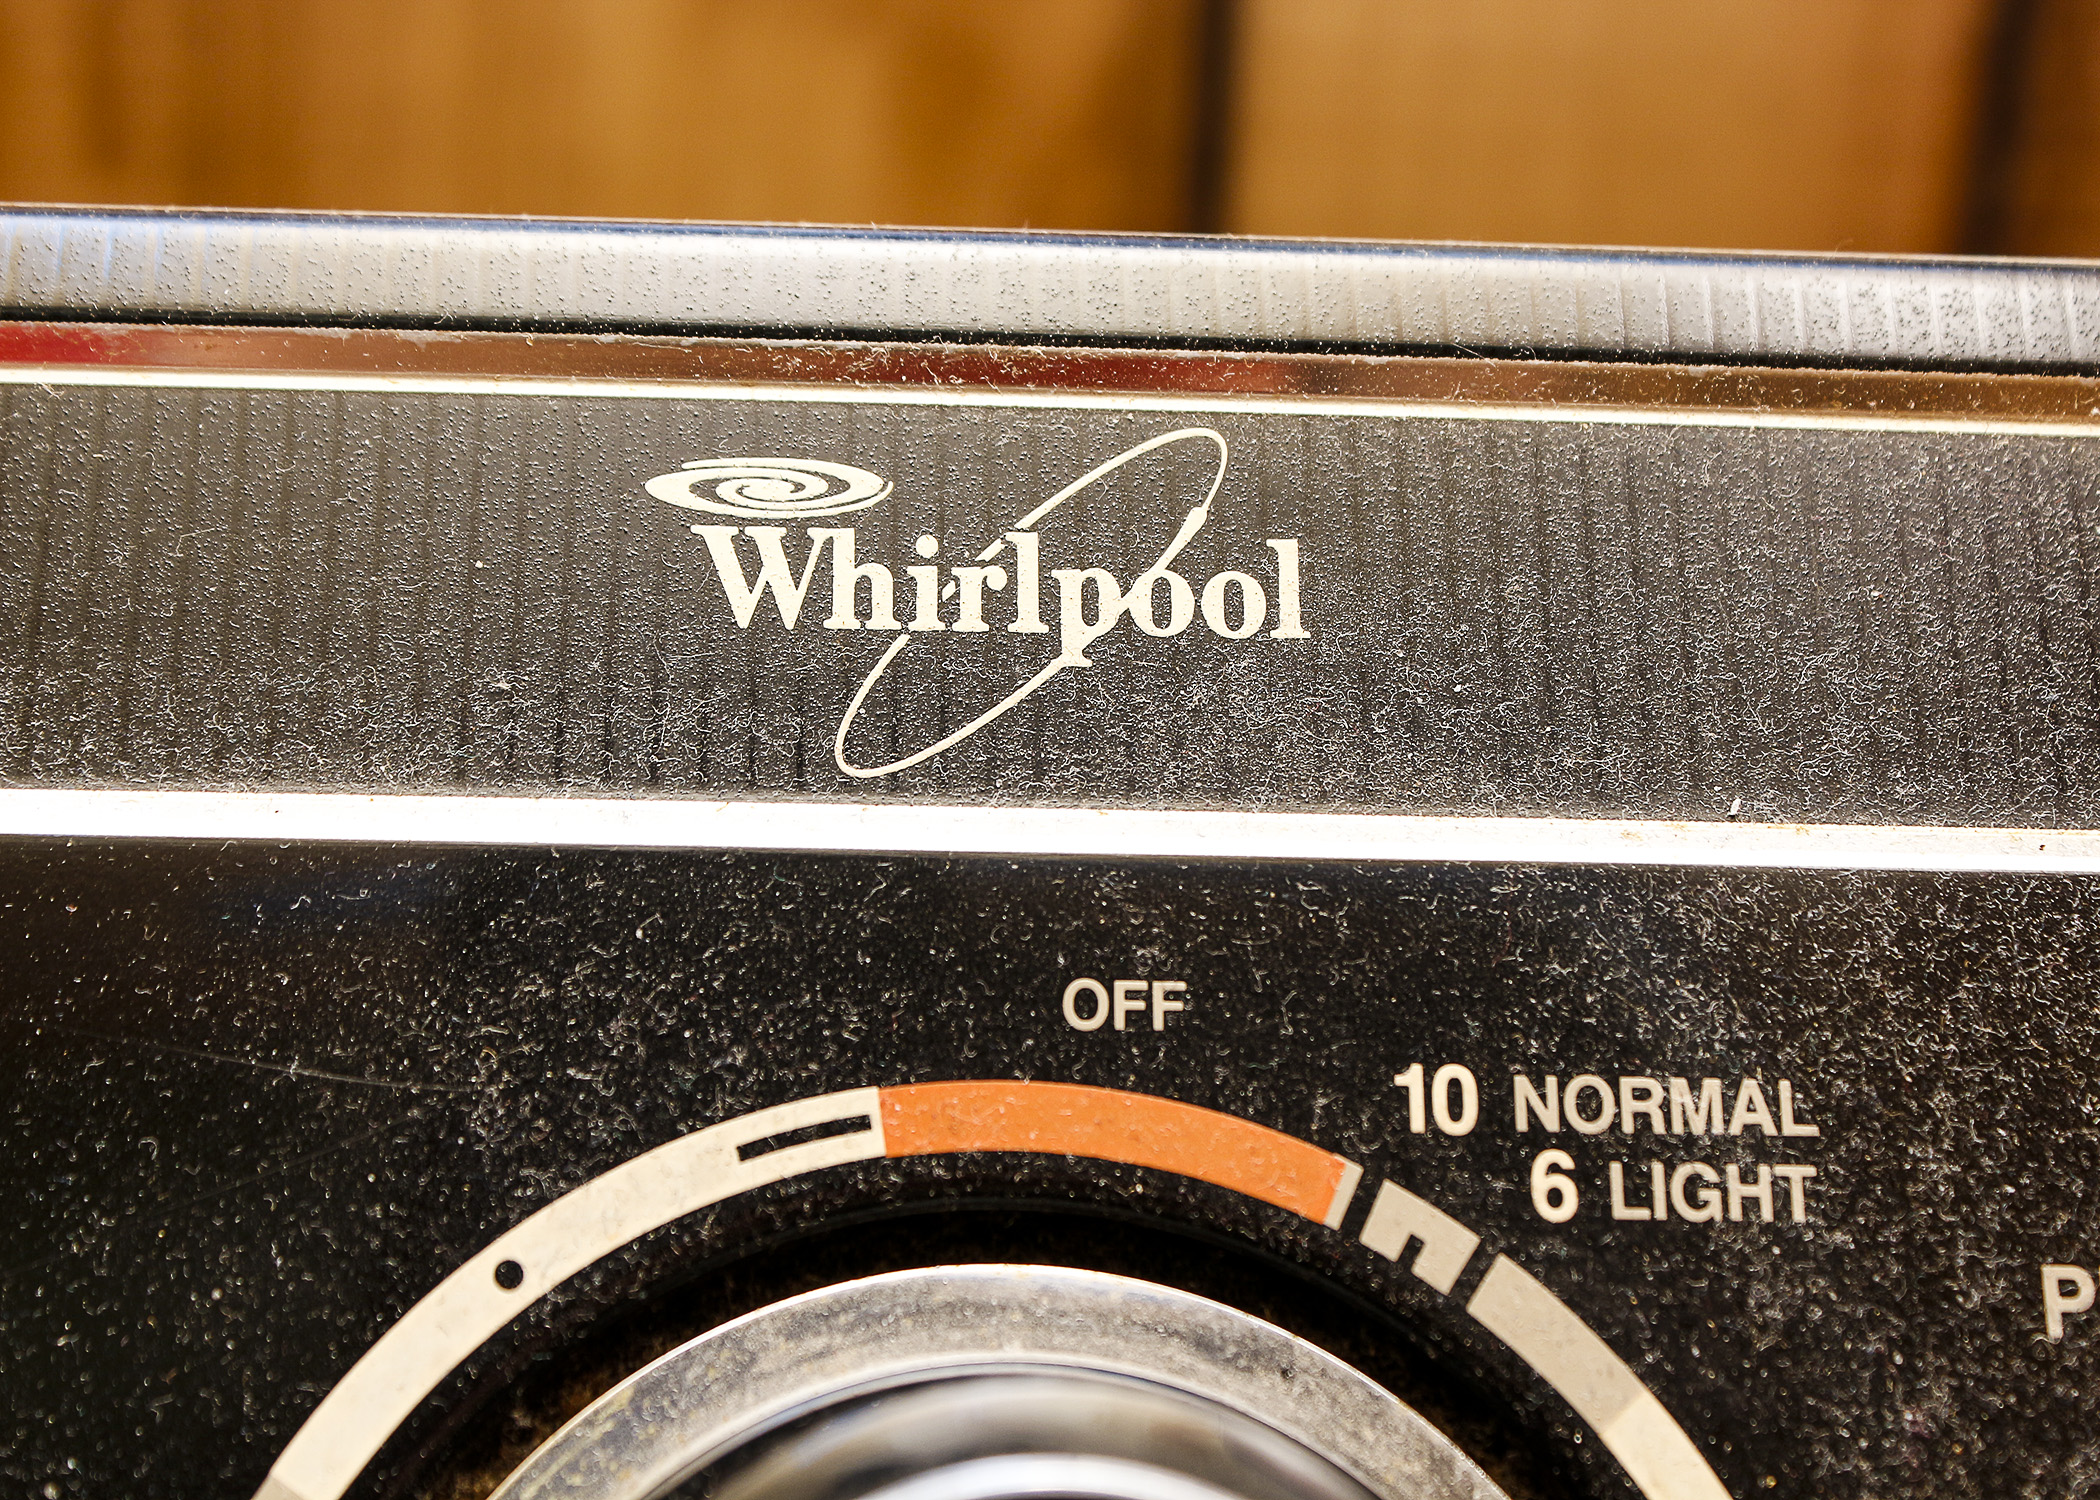 Whirlpool
OFF
10 NORMAL
6 LIGHT
P